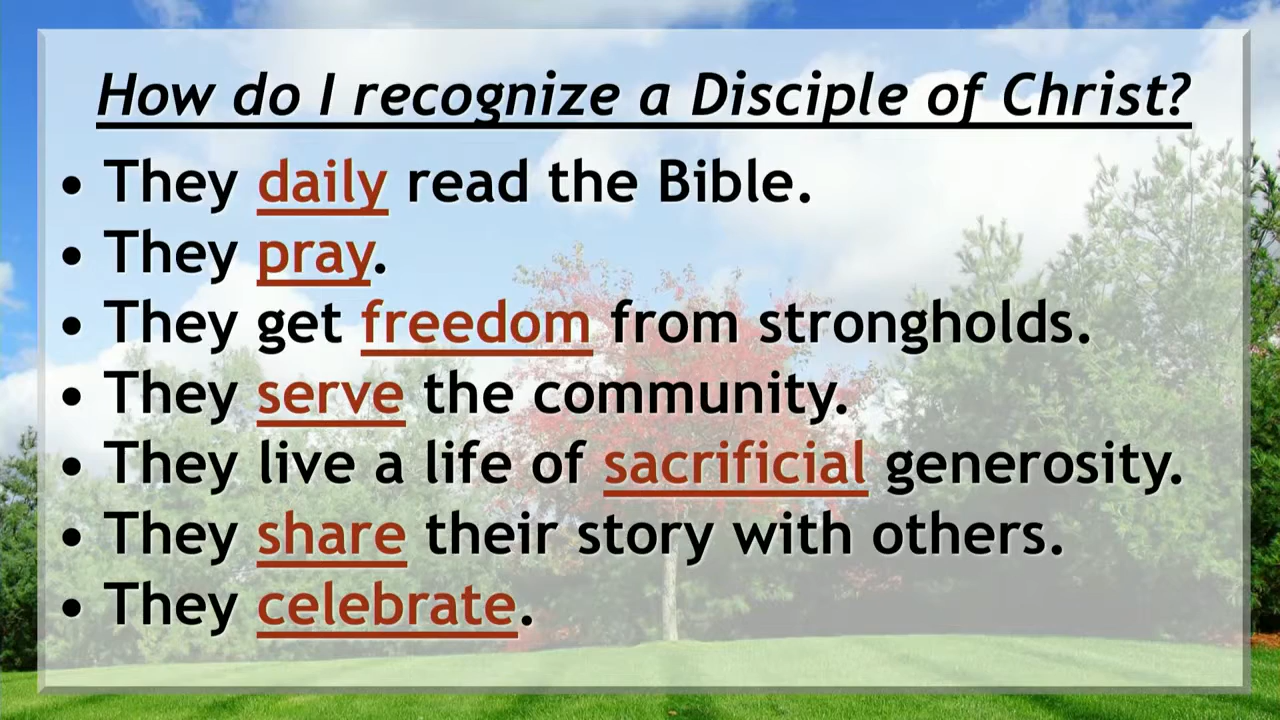 How do I recognize a Disciple of Christ?
• They daily read the Bible.
• They pray.
• They get freedom from strongholds.
• They serve the community.
• They live a life of sacrificial generosity.
• They share their story with others.
• They celebrate.